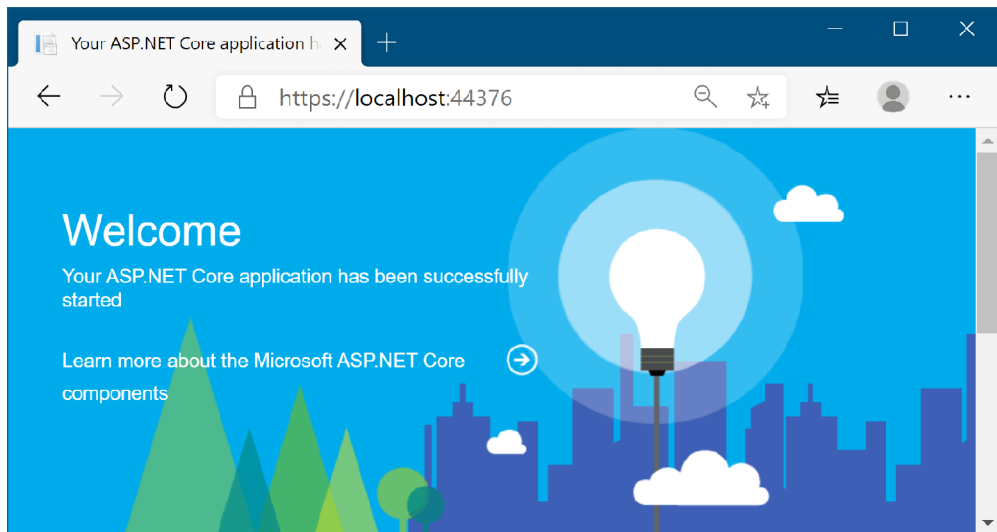 Your ASP.NET Core application h
https://localhost:44376
Welcome
Your ASP.NET Core application has been successfully
started
Learn more about the Microsoft ASP.NET Core
components